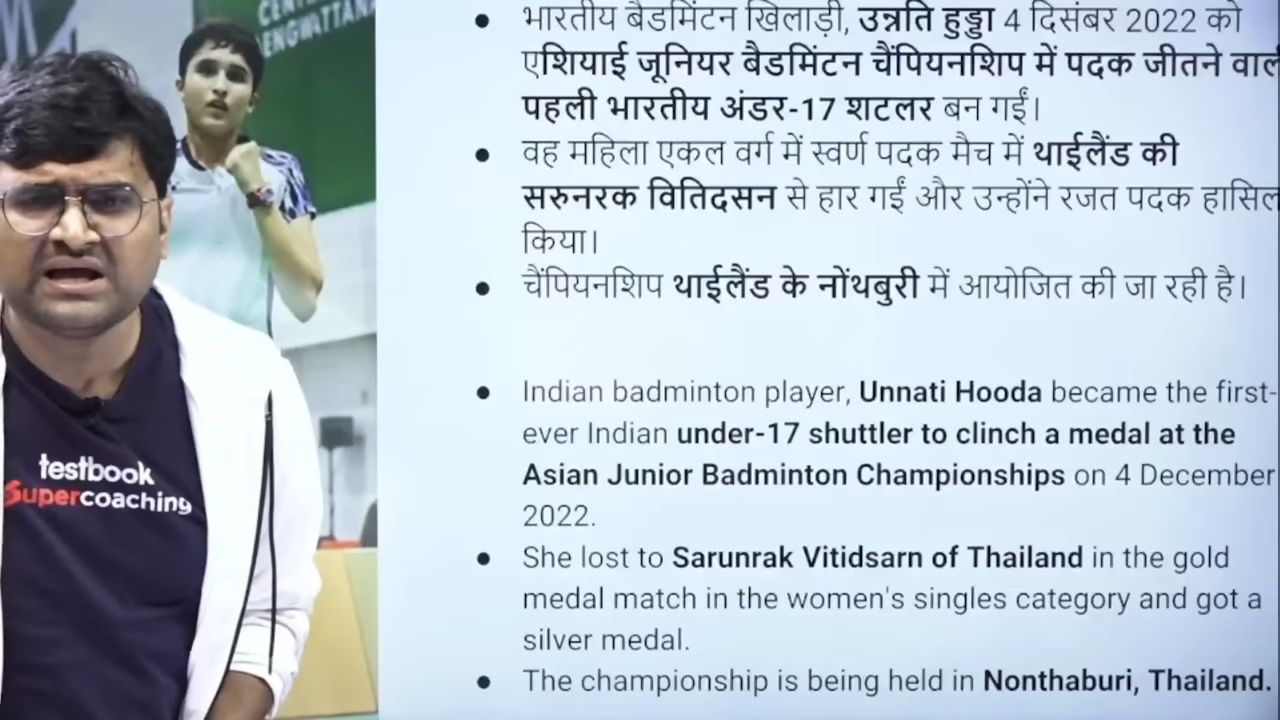 भारतीय बैडमिंटन खिलाड़ी, उन्नति हुड्डा 4 दिसंबर 2022 को
एशियाई जूनियर बैडमिंटन चैंपियनशिप में पदक जीतने
पहली भारतीय अंडर-17 शटलर बन गईं।
वह महिला एकल वर्ग में स्वर्ण पदक मैच में थाईलैंड की
सरुनरक वितिदसन से हार गईं और उन्होंने रजत पदक हासिल
किया।
चैंपियनशिप थाईलैंड के नोंथबुरी में आयोजित की जा रही है।
Indian badminton player, Unnati Hooda became the first-
ever Indian under-17 shuttler to clinch a medal at the
Asian Junior Badminton Championships on 4 December
2022.
She lost to Sarunrak Vitidsarn of Thailand in the gold
medal match in the women's singles category and got a
silver medal.
The championship is being held in Nonthaburi, Thailand.
testbook
Supercoaching